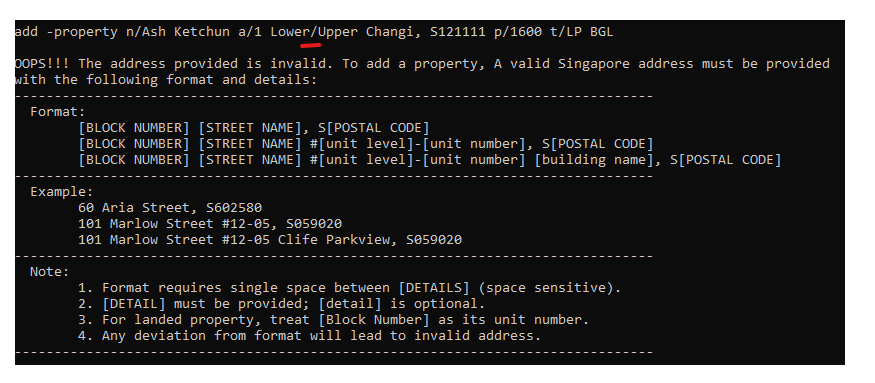 add -property n/Ash Ketchun a/1 Lower/Upper Changi, S121111 p/1600 t/LP BGL
OOPS!!! The address provided is invalid. To add a property, A valid Singapore address must be provided
with the following format and details:
--------------------------------------------------------------------------------
Format:
[BLOCK NUMBER] [STREET NAME], S[POSTAL CODE]
[BLOCK NUMBER] [STREET NAME] #[unit level]-[unit number], S[POSTAL CODE]
[BLOCK NUMBER] [STREET NAME] #[unit level]-[unit number] [building name], S[POSTAL CODE]
--------------------------------------------------------------------------------
Example:
60 Aria Street, S602580
101 Marlow Street #12-05, S059020
101 Marlow Street #12-05 Clife Parkview, S059020
--------------------------------------------------------------------------------
Note:
1. Format requires single space between [DETAILS] (space sensitive).
2. [DETAIL] must be provided; [detail] is optional.
3. For landed property, treat [Block Number] as its unit number.
4. Any deviation from format will lead to invalid address.
--------------------------------------------------------------------------------